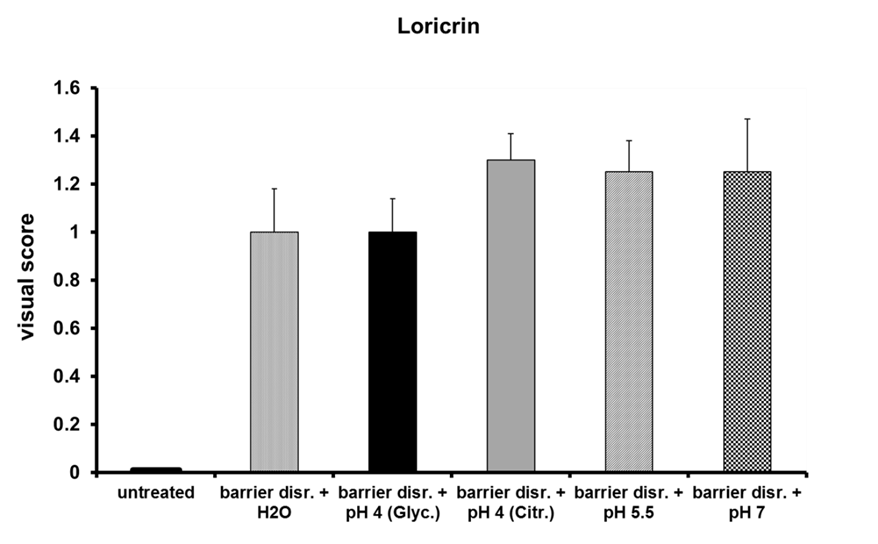 Loricrin
1.6
1.4
1.2
1
0.8
0.6
0.4
0.2
0
visual score
untreated
barrier disr. +
H2O
barrier disr. +
pH 4 (Glyc.)
barrier disr. +
pH 4 (Citr.)
barrier disr. +
pH 5.5
barrier disr. +
pH 7